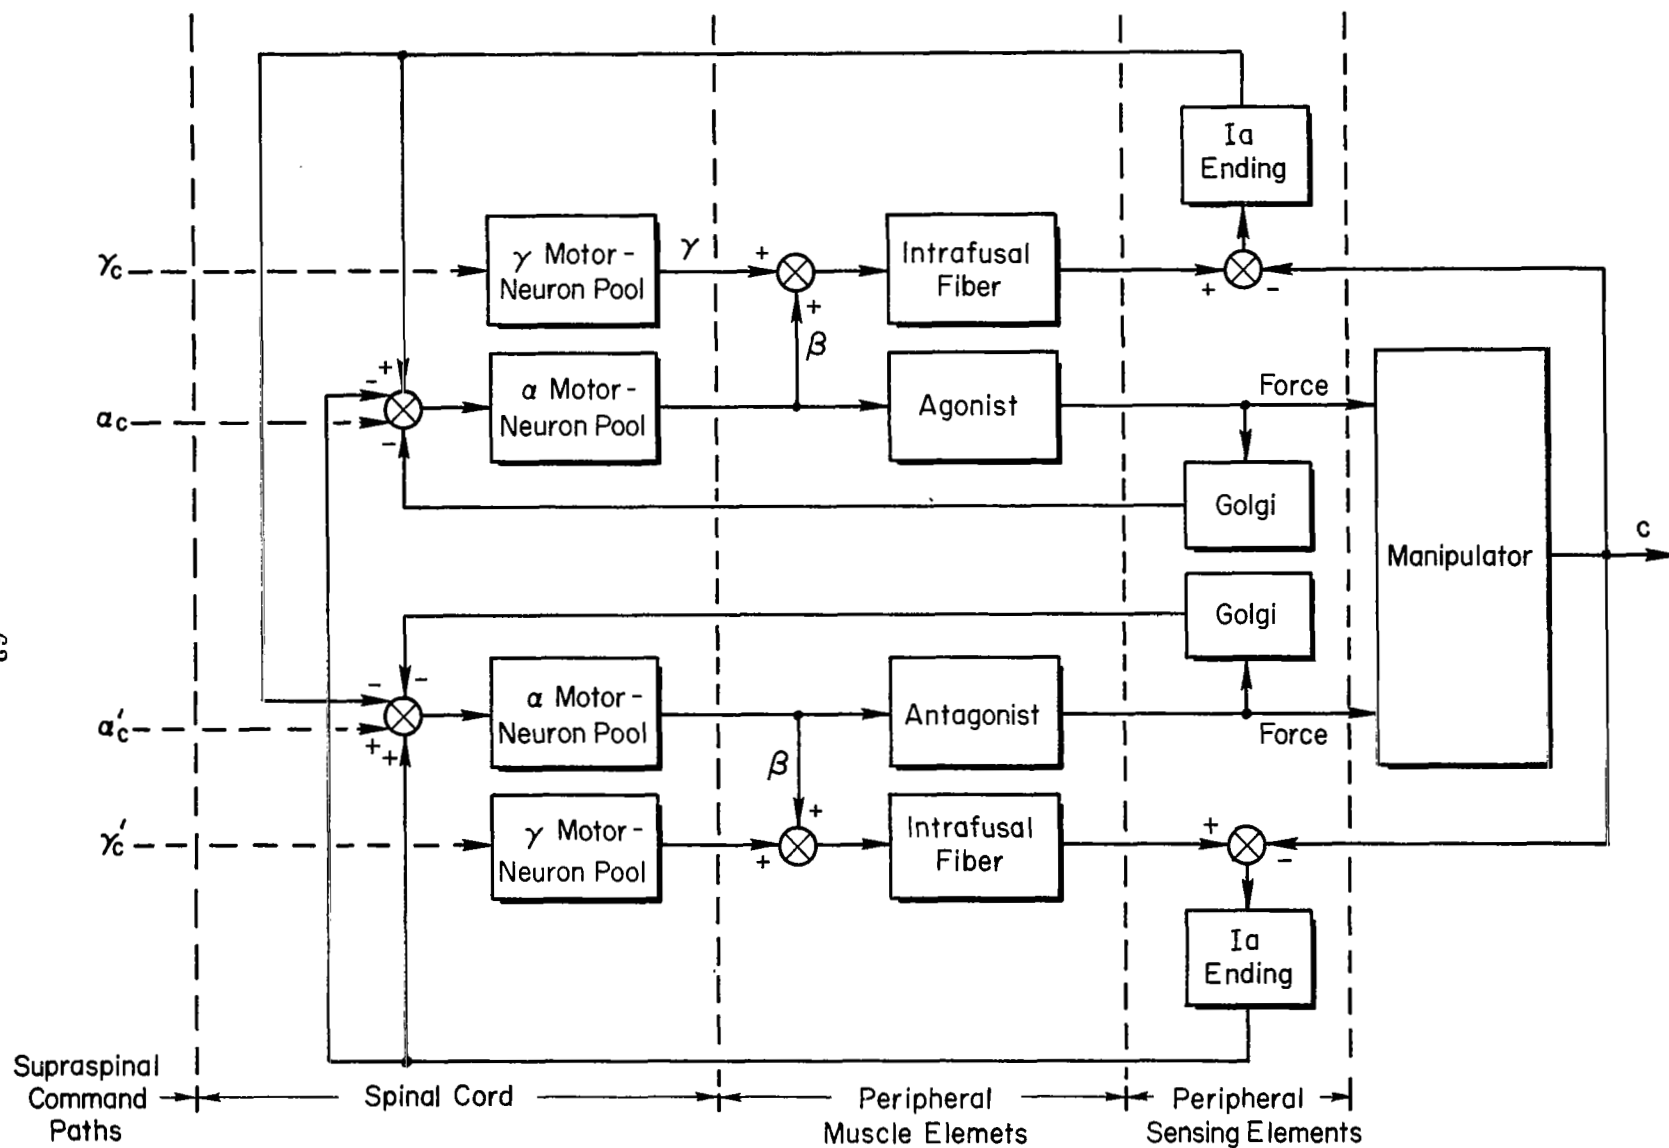 Ia
Ending
γc
γ Motor-
Neuron Pool
γ
+
+
β
Intrafusal
Fiber
+
-
-
+
αc
-
α Motor-
Neuron Pool
Agonist
Force
Golgi
Manipulator
c
Golgi
-
-
α'c
+
+
α Motor-
Neuron Pool
β
Antagonist
Force
γ'c
γ Motor-
Neuron Pool
+
+
Intrafusal
Fiber
+
-
Ia
Ending
Supraspinal
Command
Paths
Spinal Cord
Peripheral
Muscle Elemets
Peripheral
Sensing Elements